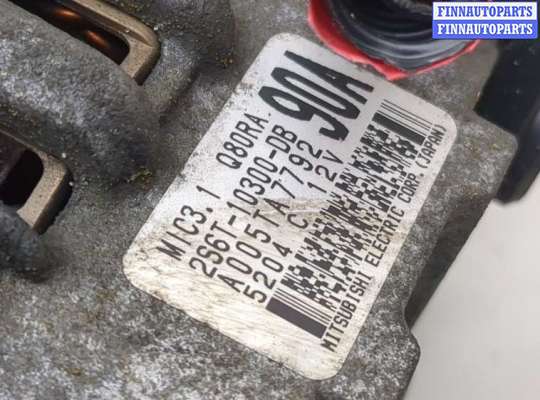 FINNAUTOPARTS
FINNAUTOPARTS
MIC3.1 Q80RA.
90A
2S6T-10300-DB
A005TA7792
5204 C 12V
MITSUBISHI ELECTRIC CORP.(JAPAN)